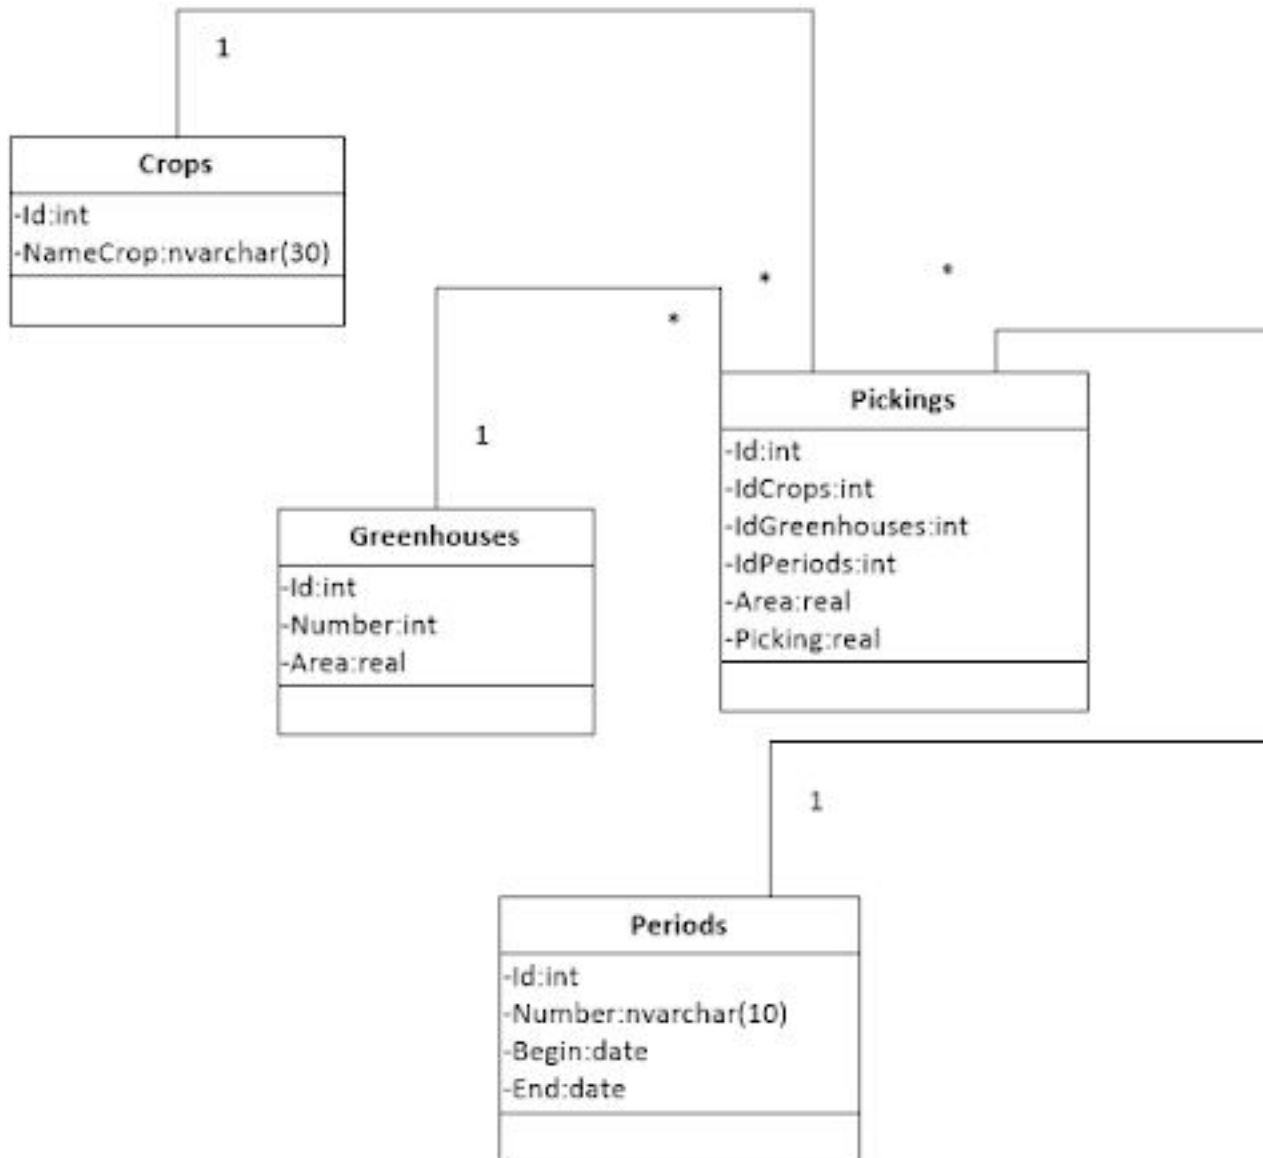 1
Crops
-Id:int
-NameCrop:nvarchar(30)
*
*
*
1
Pickings
-Id:int
-IdCrops:int
-IdGreenhouses:int
-IdPeriods:int
-Area:real
-Picking:real
Greenhouses
-Id:int
-Number:int
-Area:real
1
Periods
-Id:int
-Number:nvarchar(10)
-Begin:date
-End:date